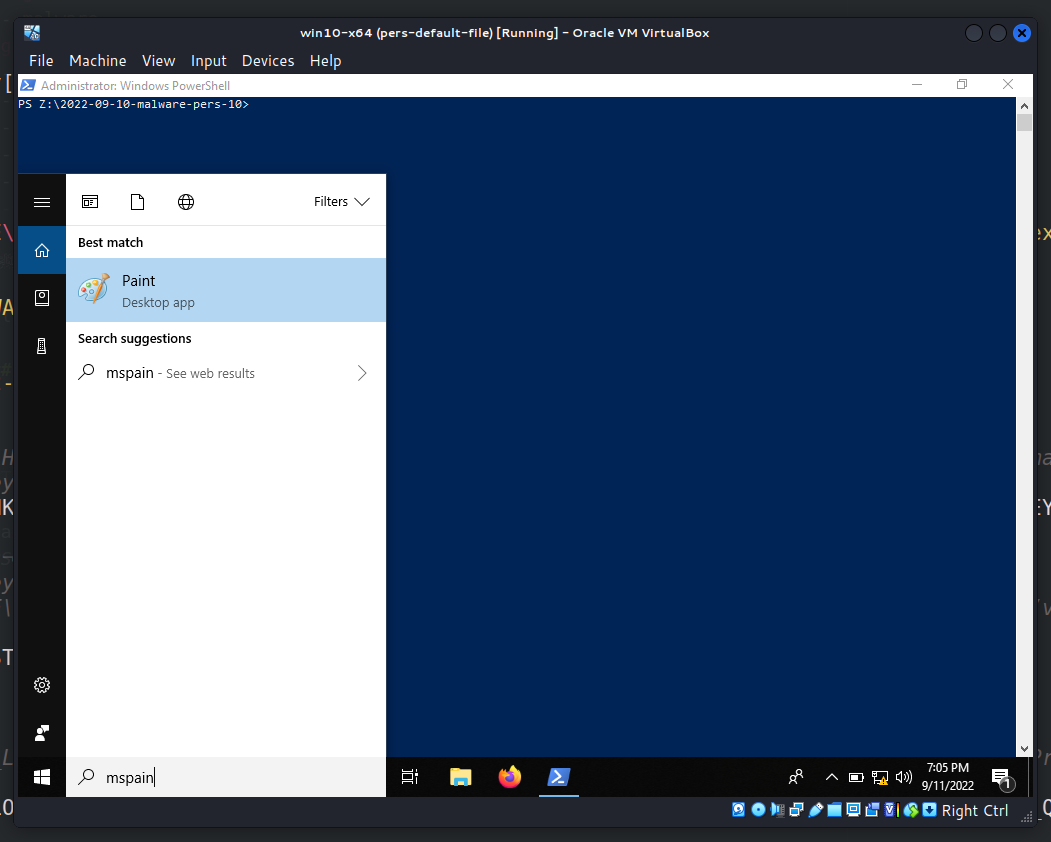 win10-x64 (pers-default-file) [Running] - Oracle VM VirtualBox
File Machine View Input Devices Help
Administrator: Windows PowerShell
PS Z:\2022-09-10-malware-pers-10>
Filters
Best match
Paint
Desktop app
Search suggestions
mspain - See web results
mspain
7:05 PM
9/11/2022
1
Right Ctrl